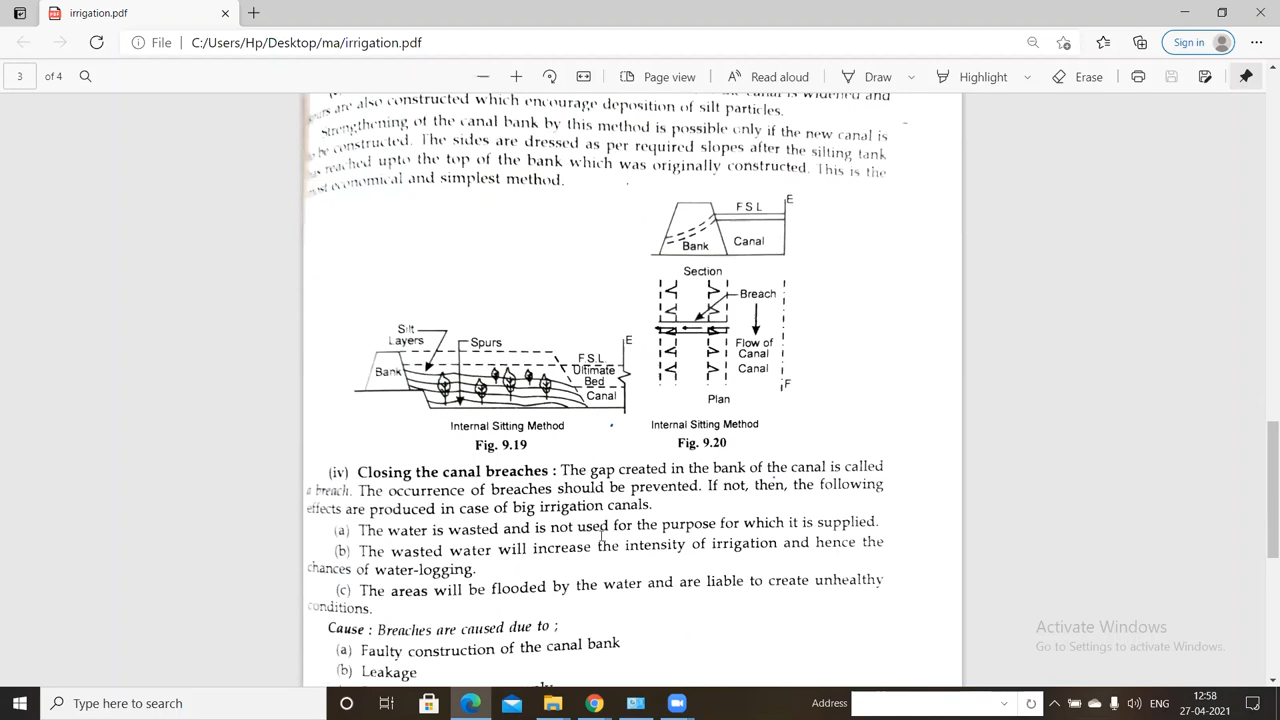 irrigation.pdf
File C:/Users/Hp/Desktop/ma/irrigation.pdf
Sign in
3 of 4
Page view
Read aloud
Draw
Highlight
Erase
canal is widened and
spurs are also constructed which encourage deposition of silt particles.
Strengthening of the canal bank by this method is possible only if the new canal is
be constructed. The sides are dressed as per required slopes after the silting tank
has reached upto the top of the bank which was originally constructed. This is the
most economical and simplest method.
F S L
E
Bank
Canal
Section
Breach
Flow of
Canal
Canal
F
Plan
Silt
Layers
Spurs
E
F.S.L.
Ultimate
Bed
Bank
Canal
Internal Sitting Method
Fig. 9.19
Internal Sitting Method
Fig. 9.20
(iv) Closing the canal breaches : The gap created in the bank of the canal is called
a breach. The occurrence of breaches should be prevented. If not, then, the following
effects are produced in case of big irrigation canals.
(a) The water is wasted and is not used for the purpose for which it is supplied.
(b) The wasted water will increase the intensity of irrigation and hence the
chances of water-logging.
(c) The areas will be flooded by the water and are liable to create unhealthy
conditions.
Cause : Breaches are caused due to ;
(a) Faulty construction of the canal bank
(b) Leakage
Activate Windows
Go to Settings to activate Windows.
Type here to search
Address
ENG
12:58
27-04-2021